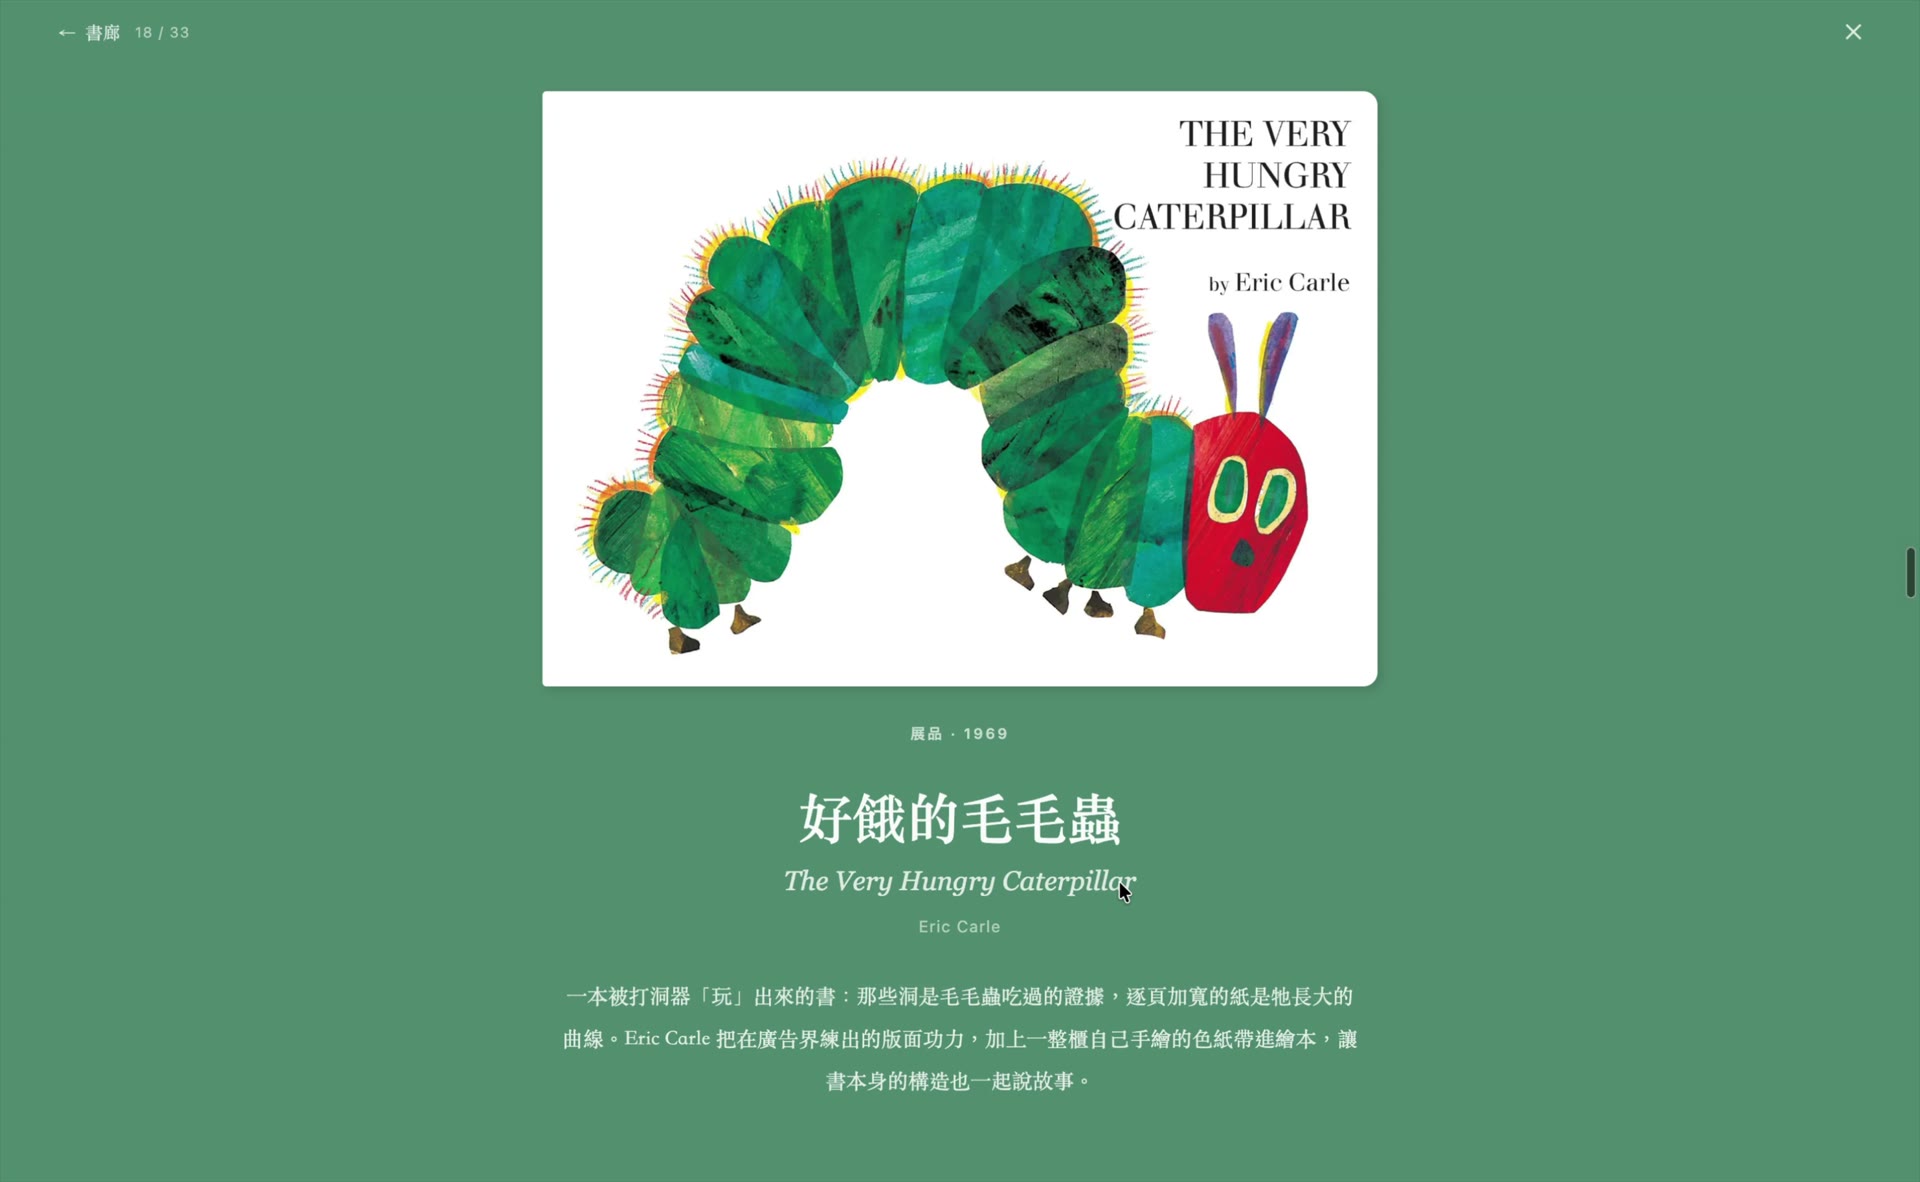 ← 書廊 18 / 33
THE VERY
HUNGRY
CATERPILLAR
by Eric Carle
展品 · 1969
好餓的毛毛蟲
The Very Hungry Caterpillar
Eric Carle
一本被打洞器「玩」出來的書：那些洞是毛毛蟲吃過的證據，逐頁加寬的紙是牠長大的
曲線。Eric Carle 把在廣告界練出的版面功力，加上一整櫃自己手繪的色紙帶進繪本，讓
書本身的構造也一起說故事。